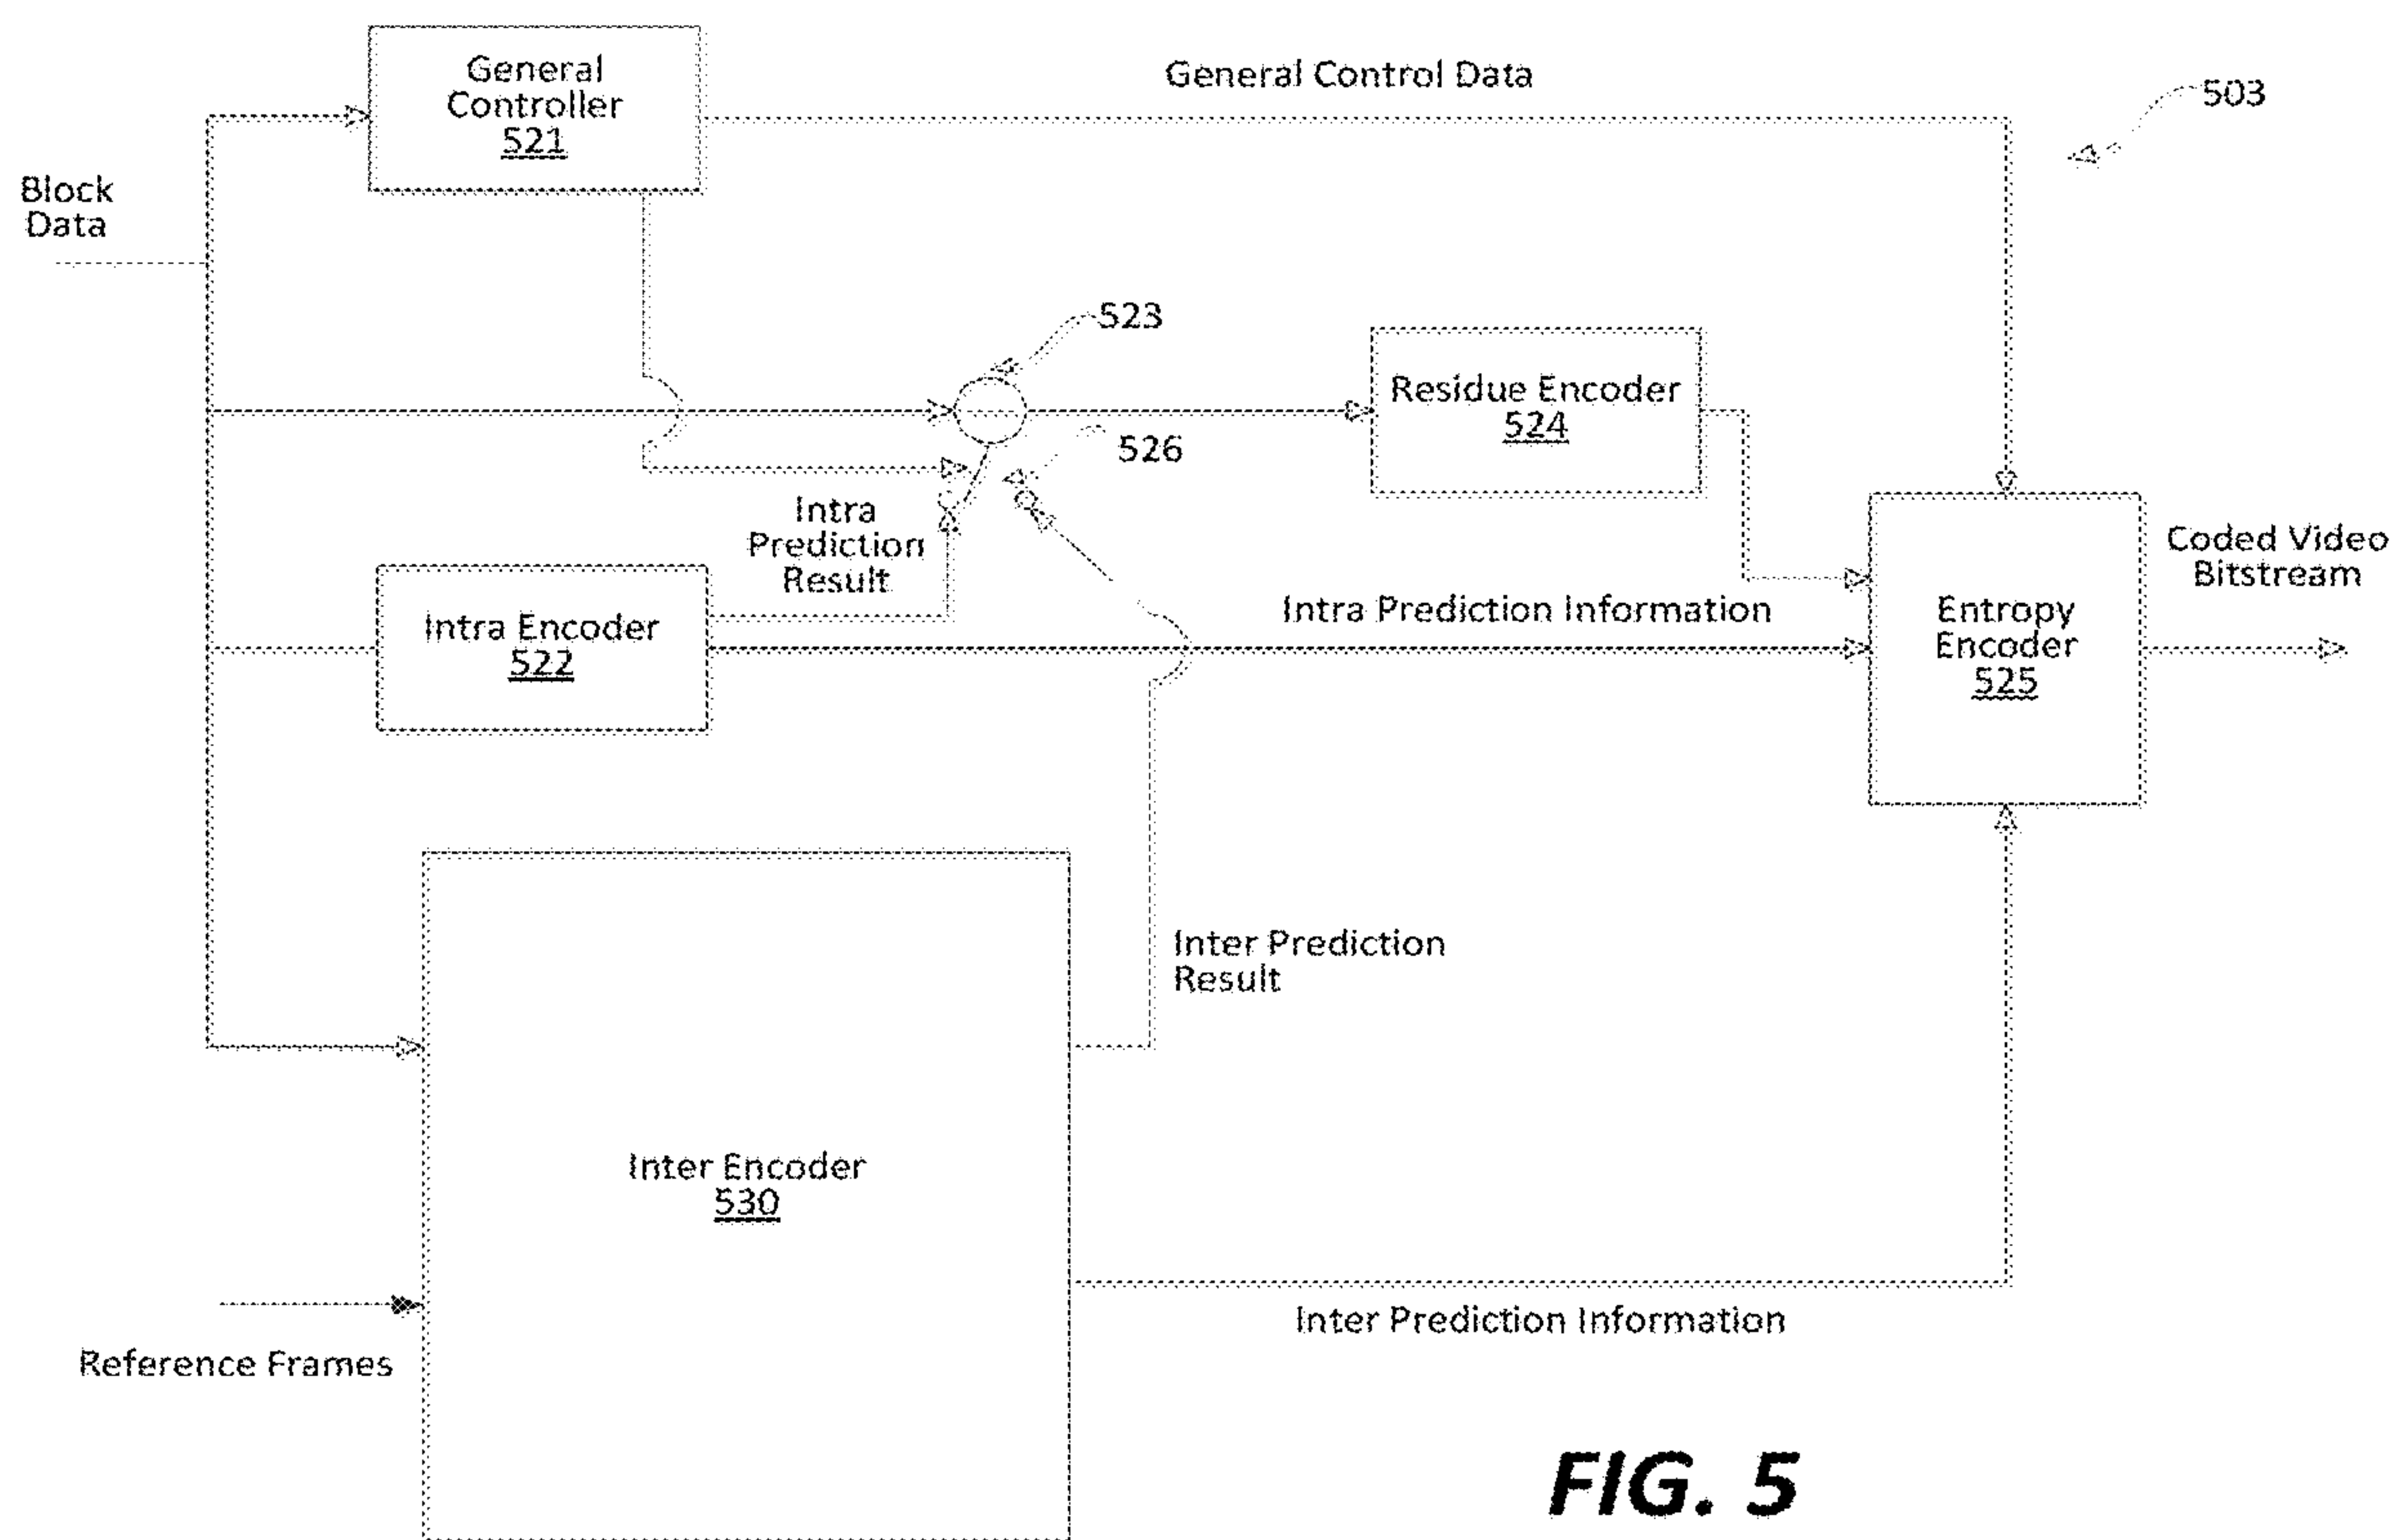 General
Controller
521
General Control Data
503
Block
Data
523
Residue Encoder
524
526
Intra
Prediction
Result
Coded Video
Bitstream
Intra Prediction Information
Intra Encoder
522
Entropy
Encoder
525
Inter Prediction
Result
Inter Encoder
530
Inter Prediction Information
Reference Frames
FIG. 5